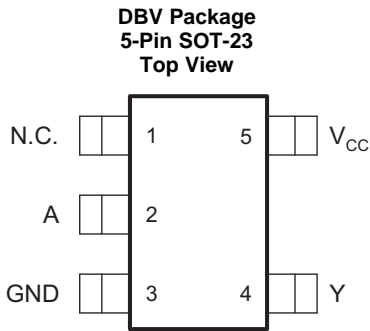 DBV Package
5-Pin SOT-23
Top View
N.C. 1 5 VCC
A 2
GND 3 4 Y